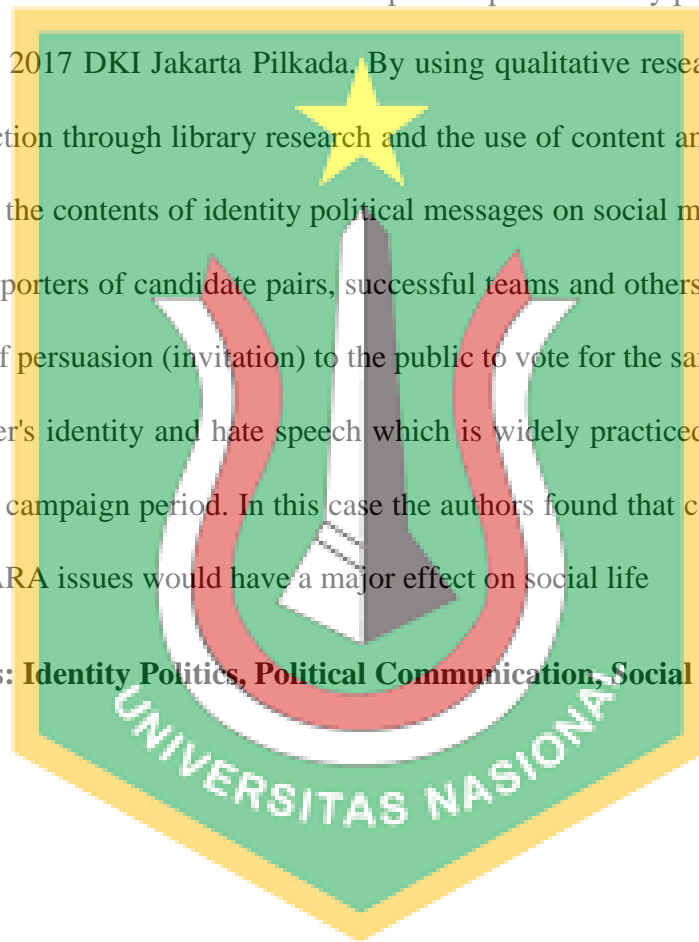 2017 DKI Jakarta Pilkada. By using qualitative resea
ction through library research and the use of content an
the contents of identity political messages on social m
porters of candidate pairs, successful teams and others
f persuasion (invitation) to the public to vote for the sa
er's identity and hate speech which is widely practiced
campaign period. In this case the authors found that c
ARA issues would have a major effect on social life
s: Identity Politics, Political Communication, Social
UNIVERSITAS NASIONAL